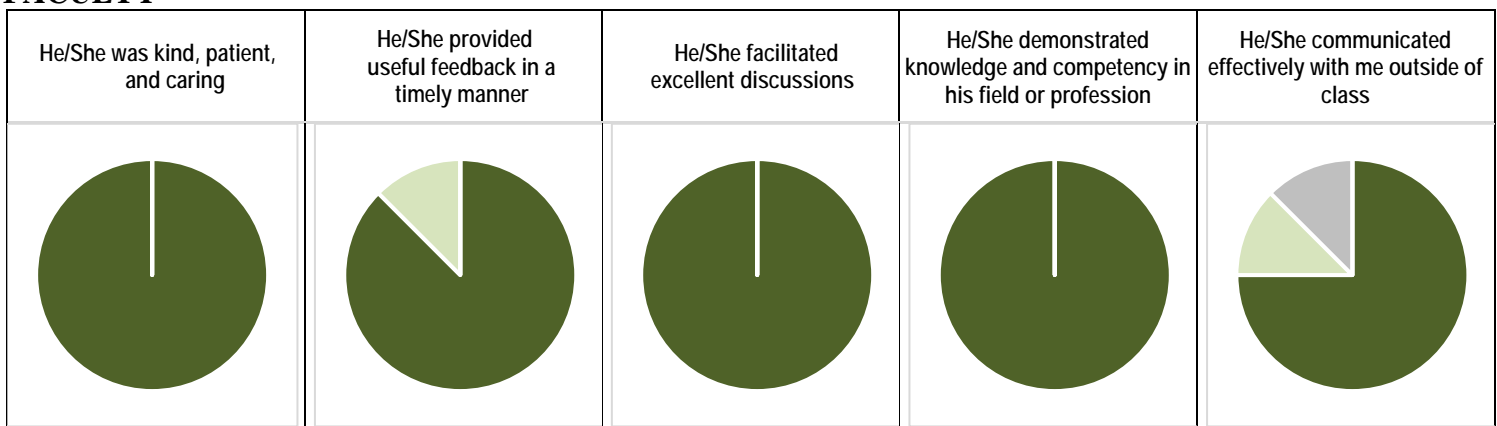 FACULTY
He/She was kind, patient,
and caring
He/She provided
useful feedback in a
timely manner
He/She facilitated
excellent discussions
He/She demonstrated
knowledge and competency in
his field or profession
He/She communicated
effectively with me outside of
class